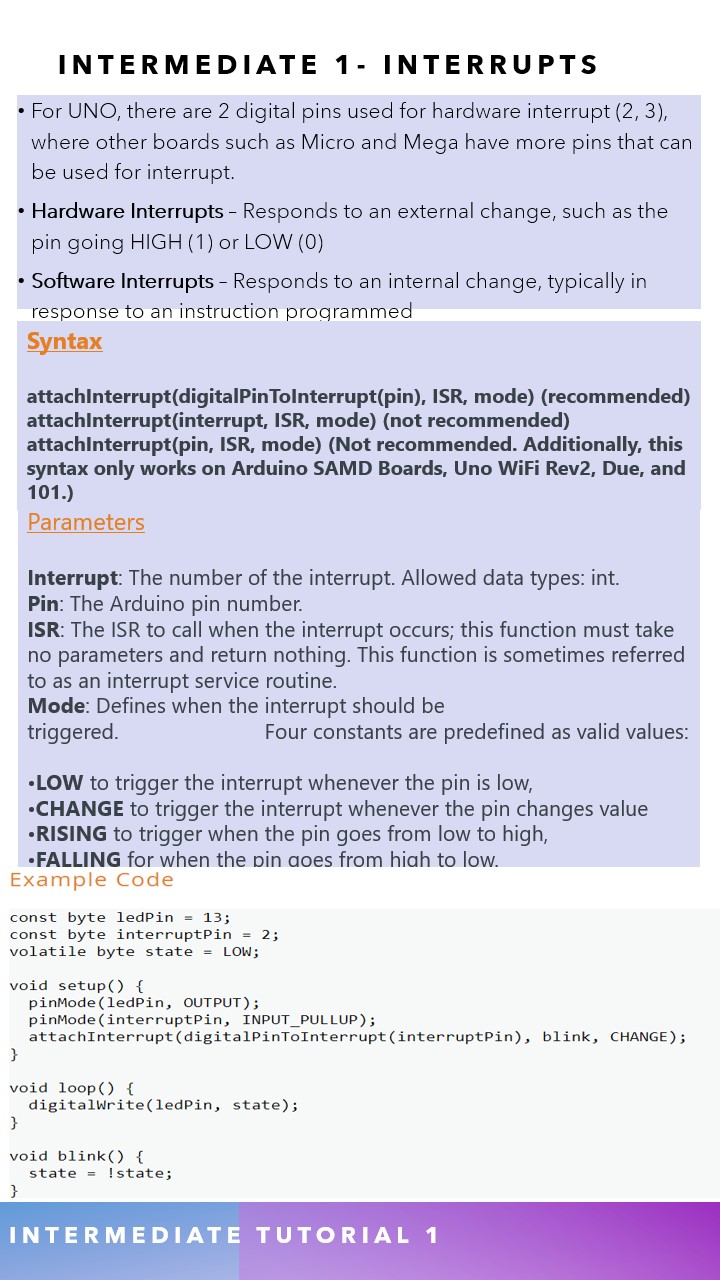 INTERMEDIATE 1- INTERRUPTS
• For UNO, there are 2 digital pins used for hardware interrupt (2, 3),
where other boards such as Micro and Mega have more pins that can
be used for interrupt.
• Hardware Interrupts – Responds to an external change, such as the
pin going HIGH (1) or LOW (0)
• Software Interrupts – Responds to an internal change, typically in
response to an instruction programmed
Syntax
attachInterrupt(digitalPinToInterrupt(pin), ISR, mode) (recommended)
attachInterrupt(interrupt, ISR, mode) (not recommended)
attachInterrupt(pin, ISR, mode) (Not recommended. Additionally, this
syntax only works on Arduino SAMD Boards, Uno WiFi Rev2, Due, and
101.)
Parameters
Interrupt: The number of the interrupt. Allowed data types: int.
Pin: The Arduino pin number.
ISR: The ISR to call when the interrupt occurs; this function must take
no parameters and return nothing. This function is sometimes referred
to as an interrupt service routine.
Mode: Defines when the interrupt should be
triggered. Four constants are predefined as valid values:
•LOW to trigger the interrupt whenever the pin is low,
•CHANGE to trigger the interrupt whenever the pin changes value
•RISING to trigger when the pin goes from low to high,
•FALLING for when the pin goes from high to low.
Example Code
const byte ledPin = 13;
const byte interruptPin = 2;
volatile byte state = LOW;
void setup() {
  pinMode(ledPin, OUTPUT);
  pinMode(interruptPin, INPUT_PULLUP);
  attachInterrupt(digitalPinToInterrupt(interruptPin), blink, CHANGE);
}
void loop() {
  digitalWrite(ledPin, state);
}
void blink() {
  state = !state;
}
INTERMEDIATE TUTORIAL 1